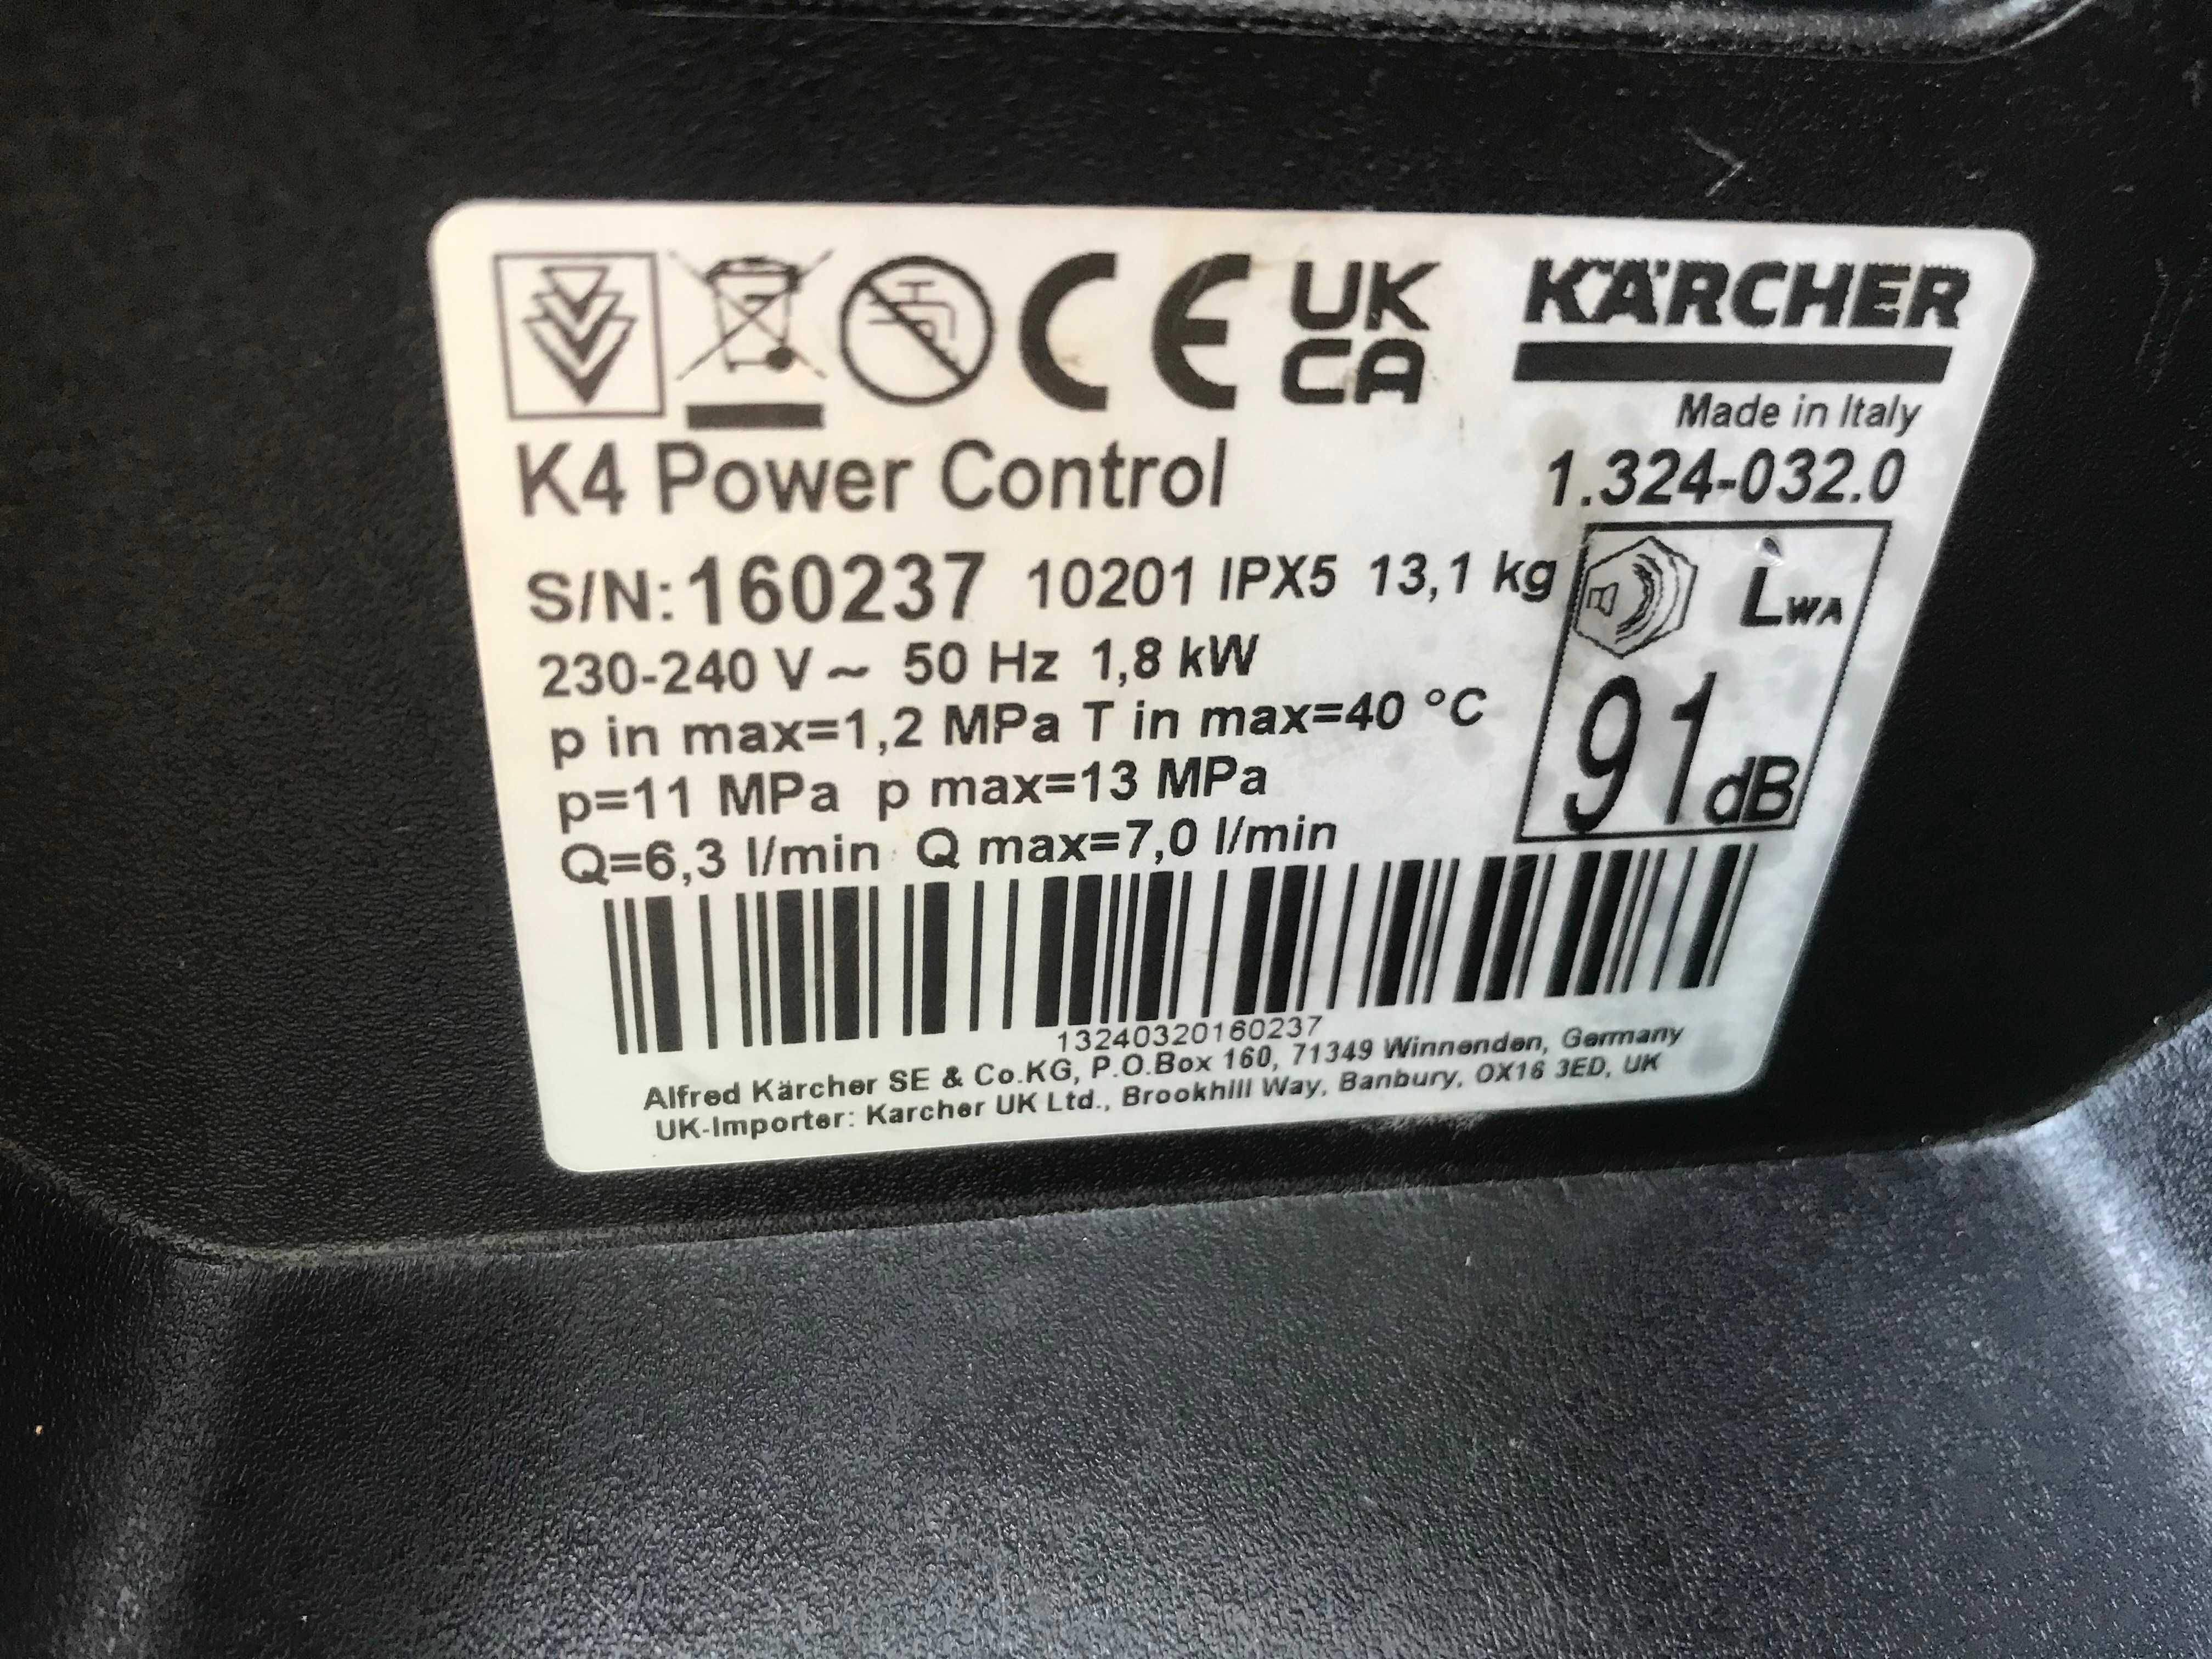 CE UK
CA
KÄRCHER
Made in Italy
K4 Power Control
1.324-032.0
S/N: 160237 10201 IPX5 13,1 kg
LWA
230-240 V ~ 50 Hz 1,8 kW
p in max=1,2 MPa T in max=40 °C
91 dB
p=11 MPa p max=13 MPa
Q=6,3 l/min Q max=7,0 l/min
13240320160237
Alfred Kärcher SE & Co.KG, P.O.Box 160, 71349 Winnenden, Germany
UK-Importer: Karcher UK Ltd., Brookhill Way, Banbury, OX16 3ED, UK